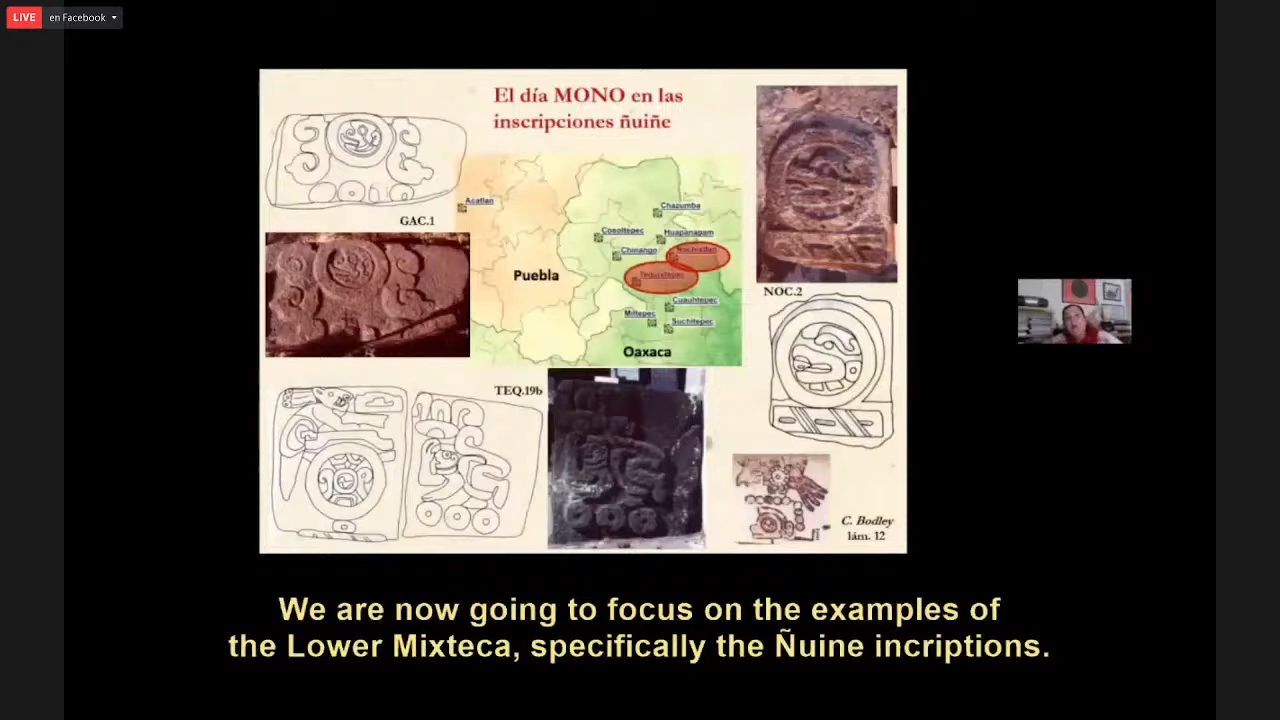 LIVE en Facebook
El día MONO en las
inscripciones ñuiñe
GAC.1
Acatlan
Chazumba
Cosoltepec
Huapanapam
Chinango
Nochixtlan
Tequixtepec
Puebla
Cuauhtepec
Miltepec
Suchitepec
Oaxaca
NOC.2
TEQ.19b
C. Bodley
lám. 12
We are now going to focus on the examples of
the Lower Mixteca, specifically the Ñuine incriptions.